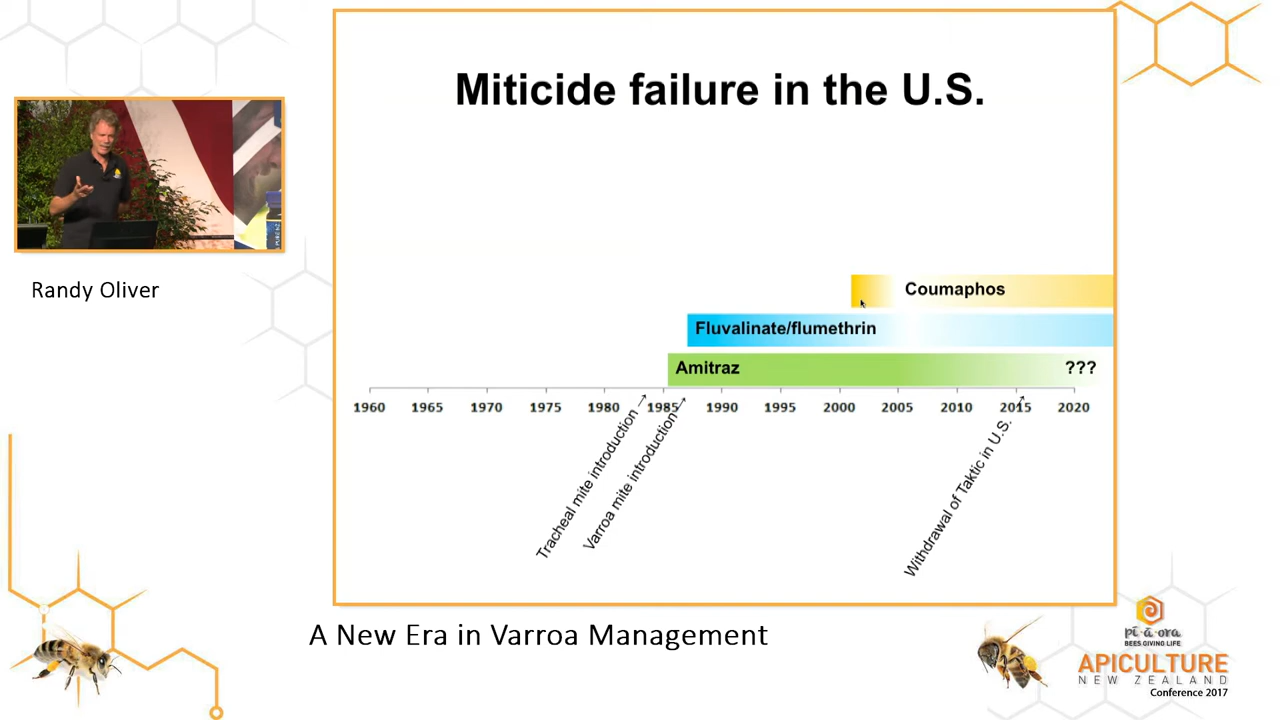 Miticide failure in the U.S.
Randy Oliver
Coumaphos
Fluvalinate/flumethrin
Amitraz
???
1960 1965 1970 1975 1980 1985 1990 1995 2000 2005 2010 2015 2020
Tracheal mite introduction
Varroa mite introduction
Withdrawal of Taktic in U.S.
A New Era in Varroa Management
pī-ā-ora
BEES GIVING LIFE
APICULTURE
NEW ZEALAND
Conference 2017